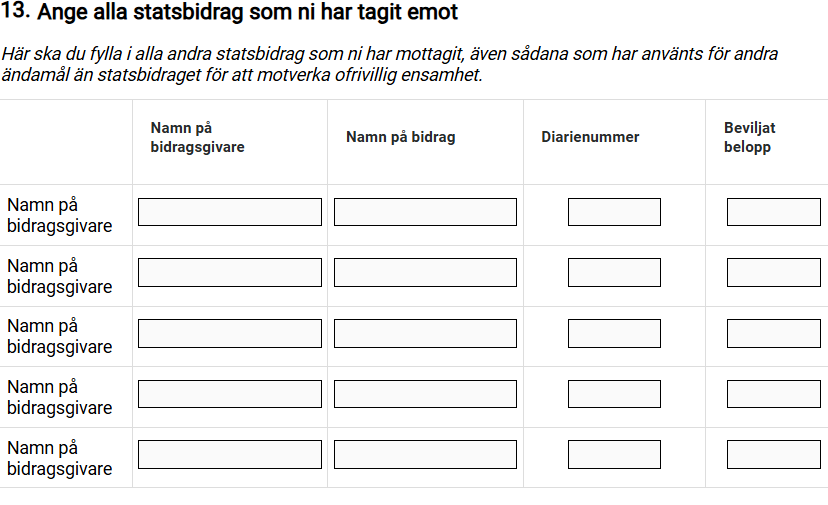 13. Ange alla statsbidrag som ni har tagit emot
Här ska du fylla i alla andra statsbidrag som ni har mottagit, även sådana som har använts för andra
ändamål än statsbidraget för att motverka ofrivillig ensamhet.
Namn på
bidragsgivare
Namn på bidrag
Diarienummer
Beviljat
belopp
Namn på
bidragsgivare
Namn på
bidragsgivare
Namn på
bidragsgivare
Namn på
bidragsgivare
Namn på
bidragsgivare